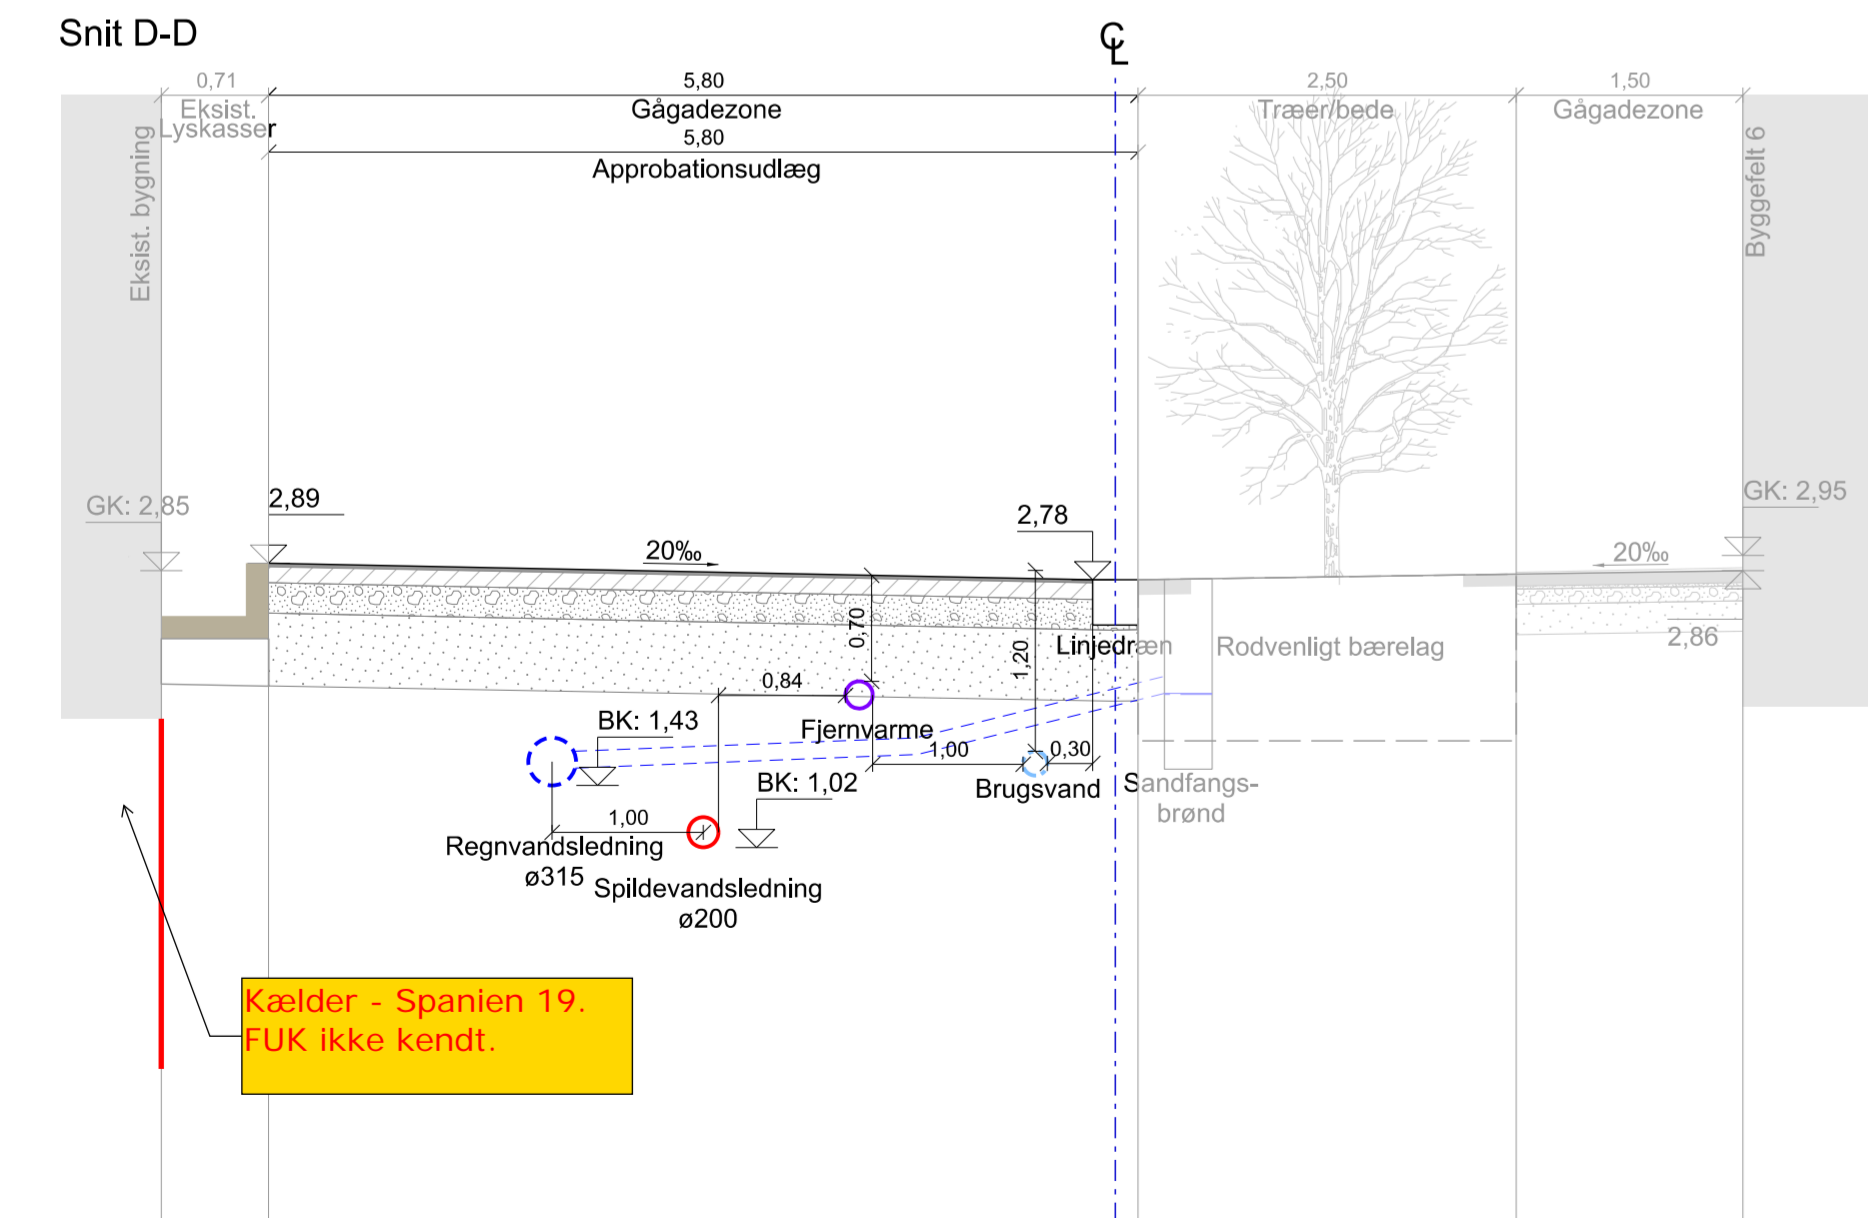 Snit D-D
℄
0,71
5,80
2,50
1,50
Eksist.
Lyskasser
Gågadezone
Træer/bede
Gågadezone
5,80
Approbationsudlæg
Eksist. bygning
Byggefelt 6
GK: 2,85
2,89
2,78
GK: 2,95
20‰
20‰
0,70
1,20
Linjedræn
Rodvenligt bærelag
2,86
0,84
BK: 1,43
Fjernvarme
1,00
0,30
BK: 1,02
Brugsvand
Sandfangs-
brønd
1,00
Regnvandsledning
ø315
Spildevandsledning
ø200
Kælder - Spanien 19.
FUK ikke kendt.